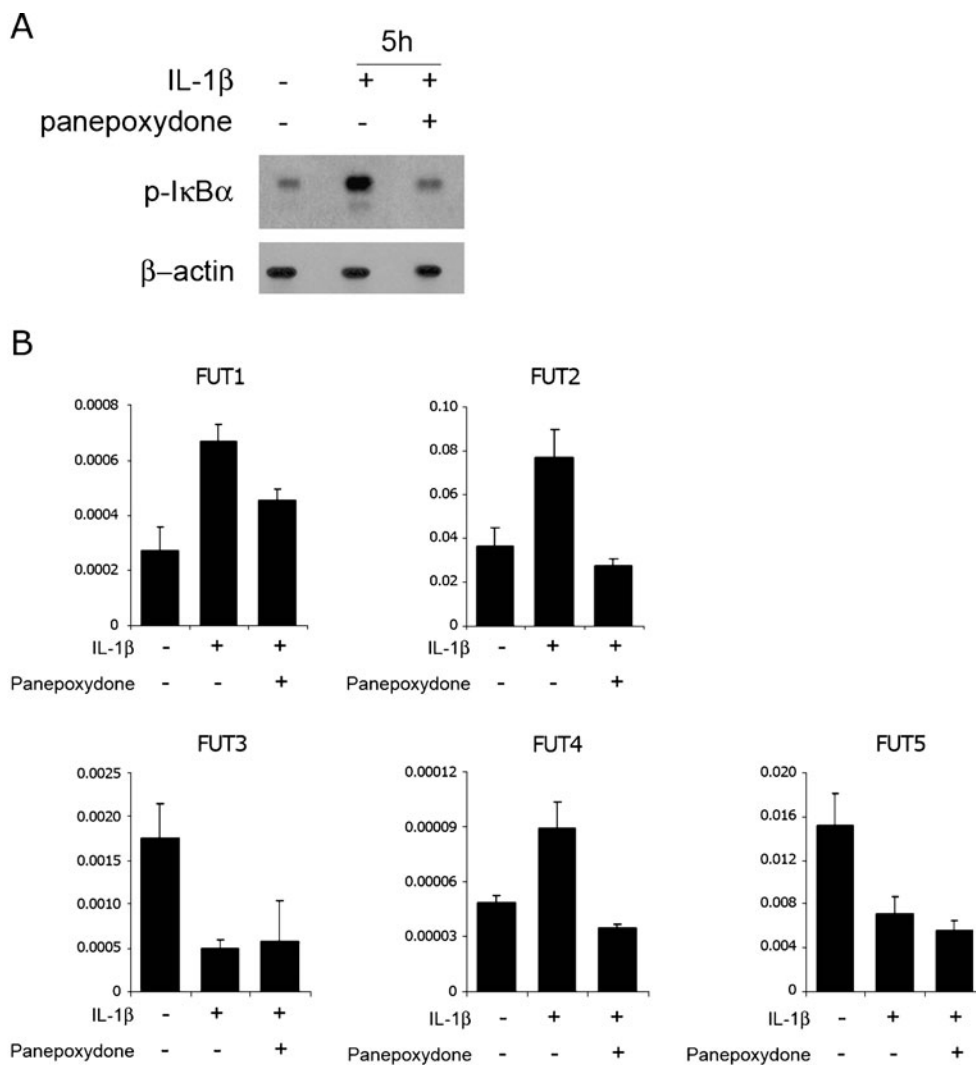 A
5h
IL-1β - + +
panepoxydone - - +
p-IκBα
β–actin
B
FUT1
0.0008
0.0006
0.0004
0.0002
0
IL-1β - + +
Panepoxydone - - +
FUT2
0.10
0.08
0.06
0.04
0.02
0
IL-1β - + +
Panepoxydone - - +
FUT3
0.0025
0.0020
0.0015
0.0010
0.0005
0
IL-1β - + +
Panepoxydone - - +
FUT4
0.00012
0.00009
0.00006
0.00003
0
IL-1β - + +
Panepoxydone - - +
FUT5
0.020
0.016
0.012
0.008
0.004
0
IL-1β - + +
Panepoxydone - - +